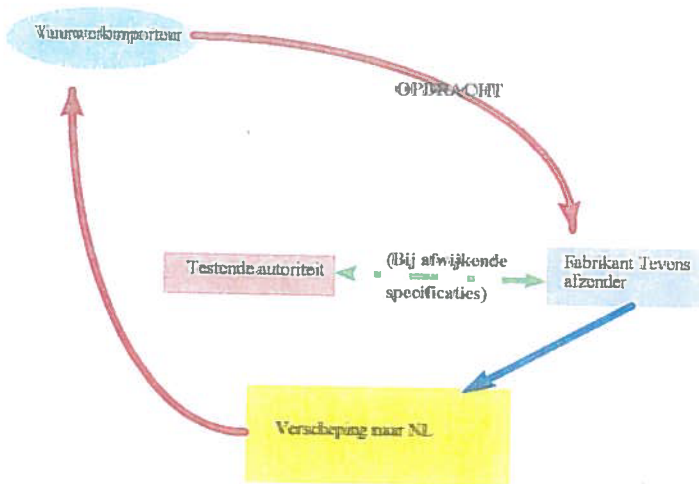 Vuurwerkimporteur
OPDRACHT
Testende autoriteit
(Bij afwijkende
specificaties)
Fabrikant Tevens
afzender
Verscheping naar NL